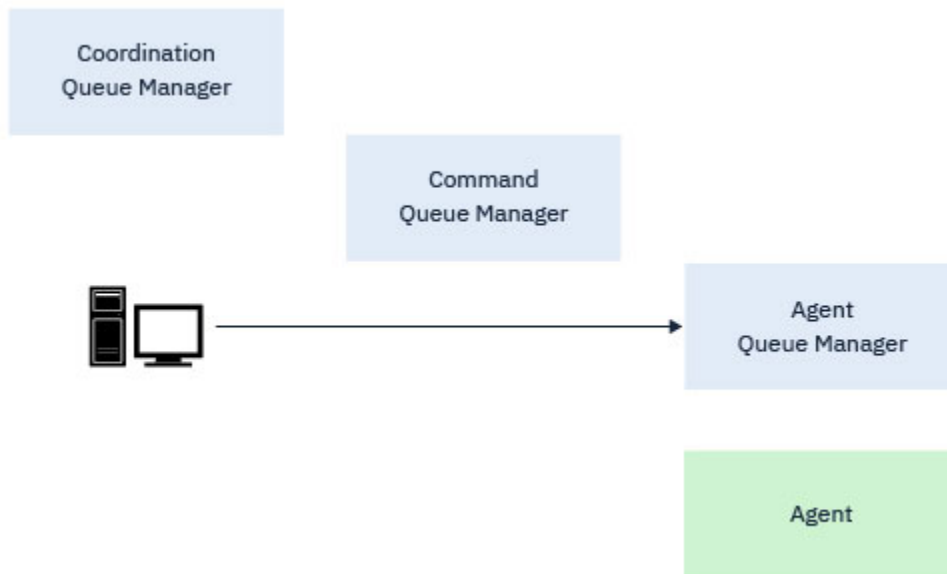 Coordination
Queue Manager
Command
Queue Manager
Agent
Queue Manager
Agent